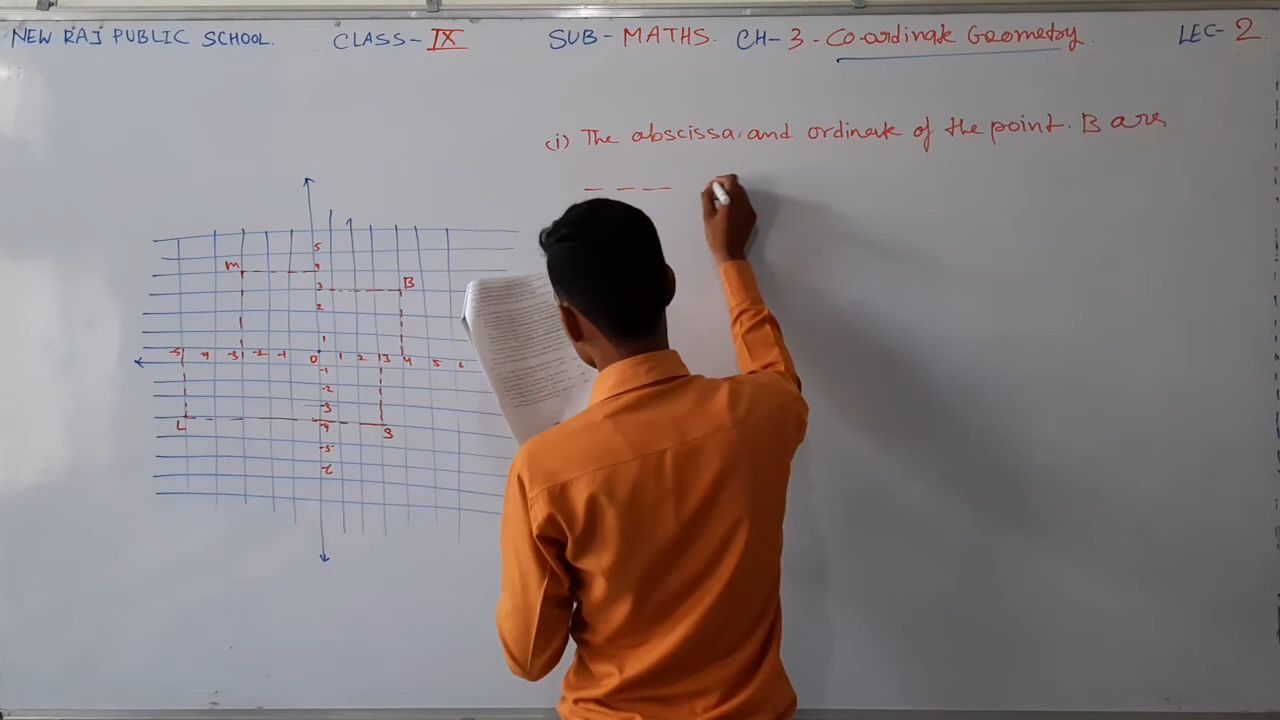 NEW RAJ PUBLIC SCHOOL. CLASS-IX SUB- MATHS. CH- 3 - Co-ordinate Geometry. LEC- 2.
(i) The abscissa and ordinate of the point. B are
_ _ _
5
M 4
3 B
2
1
-5 -4 -3 -2 -1 0 1 2 3 4 5 6
-1
-2
-3
L -4 S
-5
-6